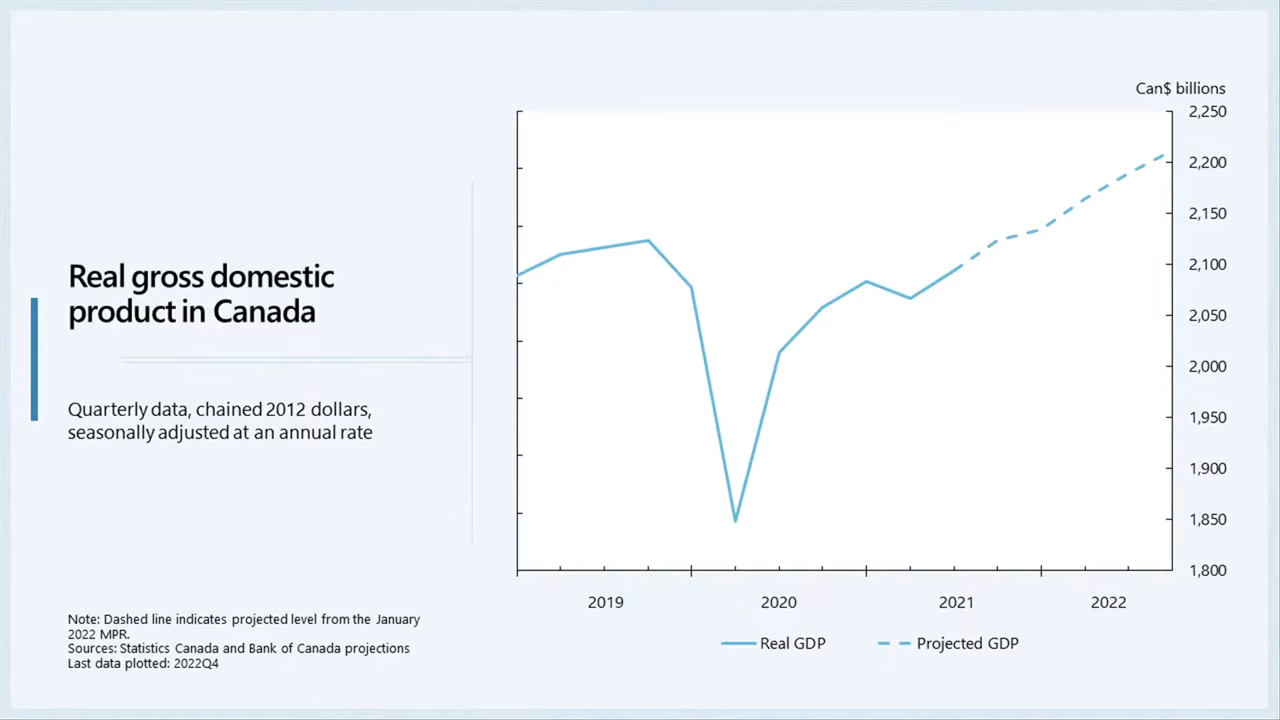 Real gross domestic
product in Canada
Quarterly data, chained 2012 dollars,
seasonally adjusted at an annual rate
Note: Dashed line indicates projected level from the January
2022 MPR.
Sources: Statistics Canada and Bank of Canada projections
Last data plotted: 2022Q4
Can$ billions
2,250
2,200
2,150
2,100
2,050
2,000
1,950
1,900
1,850
1,800
2019 2020 2021 2022
Real GDP Projected GDP